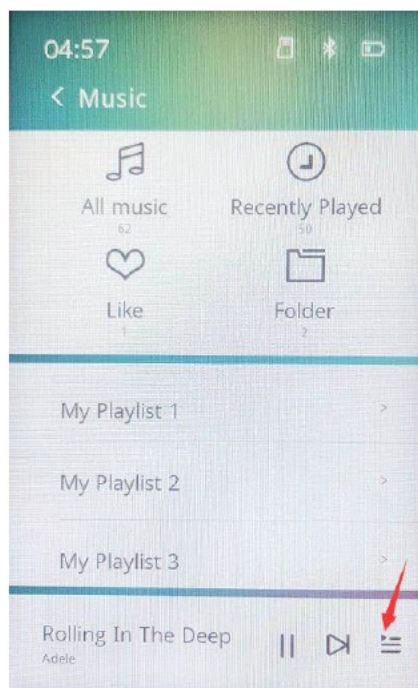 04:57
< Music
All music
62
Recently Played
50
Like
1
Folder
2
My Playlist 1 >
My Playlist 2 >
My Playlist 3 >
Rolling In The Deep
Adele